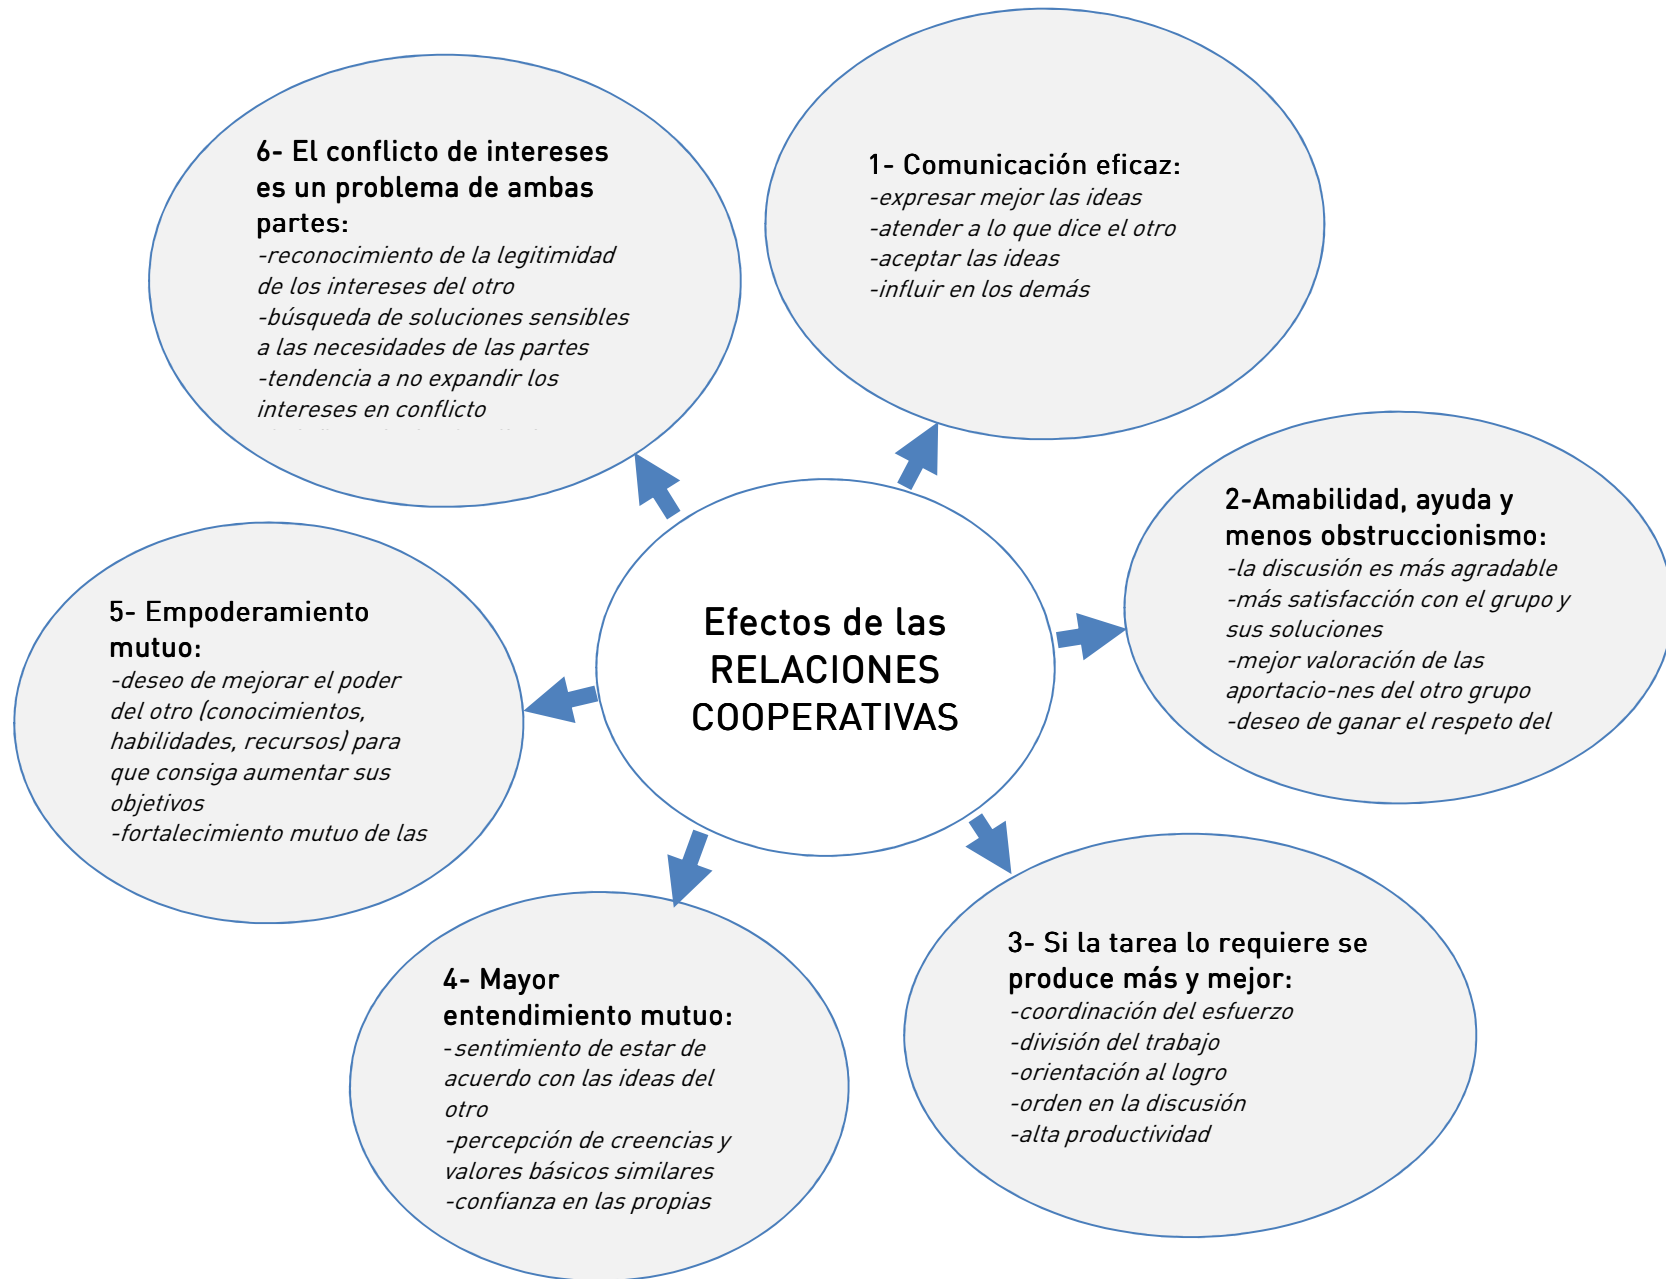 Efectos de las
RELACIONES
COOPERATIVAS
1- Comunicación eficaz:
-expresar mejor las ideas
-atender a lo que dice el otro
-aceptar las ideas
-influir en los demás
2-Amabilidad, ayuda y
menos obstruccionismo:
-la discusión es más agradable
-más satisfacción con el grupo y
sus soluciones
-mejor valoración de las
aportacio-nes del otro grupo
-deseo de ganar el respeto del
3- Si la tarea lo requiere se
produce más y mejor:
-coordinación del esfuerzo
-división del trabajo
-orientación al logro
-orden en la discusión
-alta productividad
4- Mayor
entendimiento mutuo:
-sentimiento de estar de
acuerdo con las ideas del
otro
-percepción de creencias y
valores básicos similares
-confianza en las propias
5- Empoderamiento
mutuo:
-deseo de mejorar el poder
del otro (conocimientos,
habilidades, recursos) para
que consiga aumentar sus
objetivos
-fortalecimiento mutuo de las
6- El conflicto de intereses
es un problema de ambas
partes:
-reconocimiento de la legitimidad
de los intereses del otro
-búsqueda de soluciones sensibles
a las necesidades de las partes
-tendencia a no expandir los
intereses en conflicto